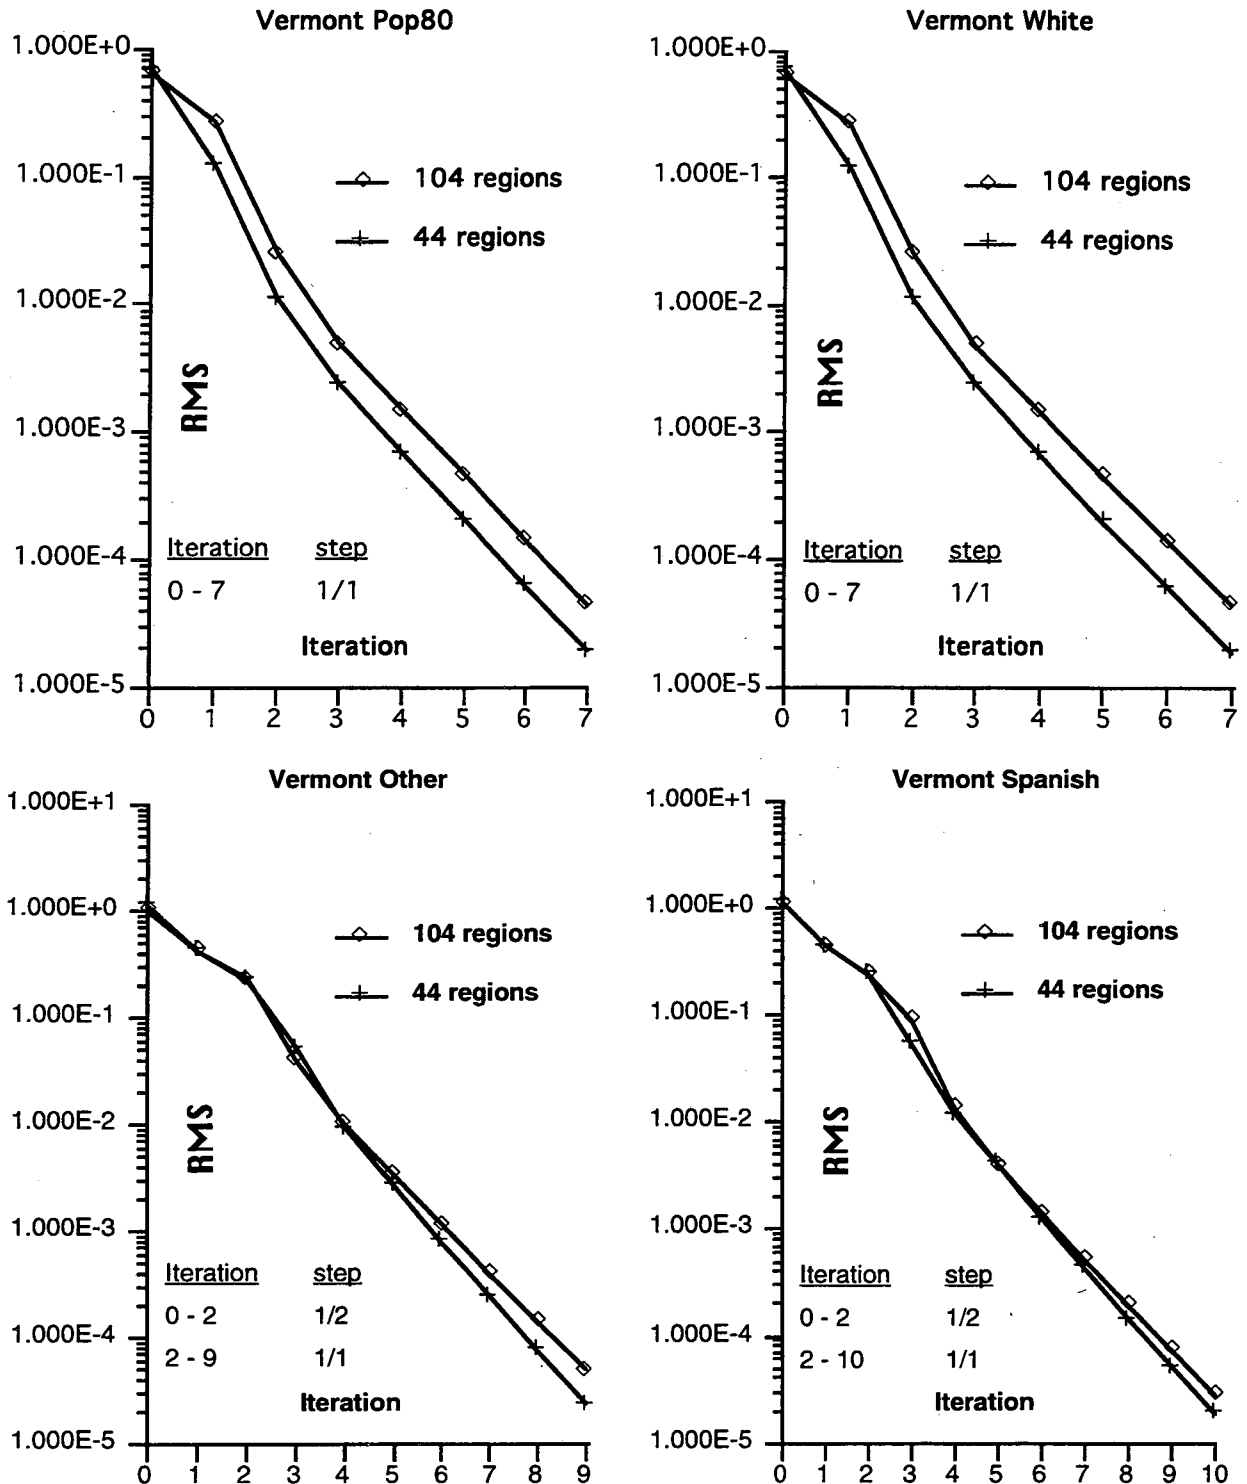 Vermont Pop80
1.000E+0
1.000E-1
1.000E-2
1.000E-3
1.000E-4
1.000E-5
104 regions
44 regions
RMS
Iteration step
0 - 7 1/1
Iteration
0 1 2 3 4 5 6 7
Vermont White
1.000E+0
1.000E-1
1.000E-2
1.000E-3
1.000E-4
1.000E-5
104 regions
44 regions
RMS
Iteration step
0 - 7 1/1
Iteration
0 1 2 3 4 5 6 7
Vermont Other
1.000E+1
1.000E+0
1.000E-1
1.000E-2
1.000E-3
1.000E-4
1.000E-5
104 regions
44 regions
RMS
Iteration step
0 - 2 1/2
2 - 9 1/1
Iteration
0 1 2 3 4 5 6 7 8 9
Vermont Spanish
1.000E+1
1.000E+0
1.000E-1
1.000E-2
1.000E-3
1.000E-4
1.000E-5
104 regions
44 regions
RMS
Iteration step
0 - 2 1/2
2 - 10 1/1
Iteration
0 1 2 3 4 5 6 7 8 9 10